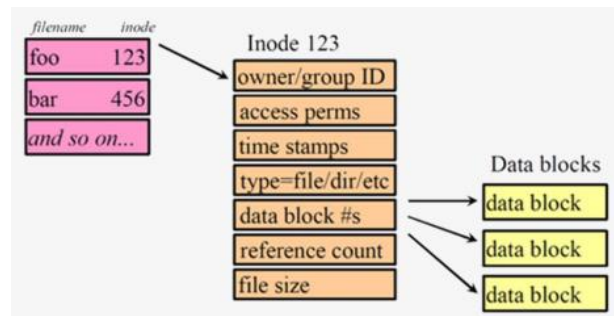 filename inode
foo 123
bar 456
and so on...
Inode 123
owner/group ID
access perms
time stamps
type=file/dir/etc
data block #s
reference count
file size
Data blocks
data block
data block
data block